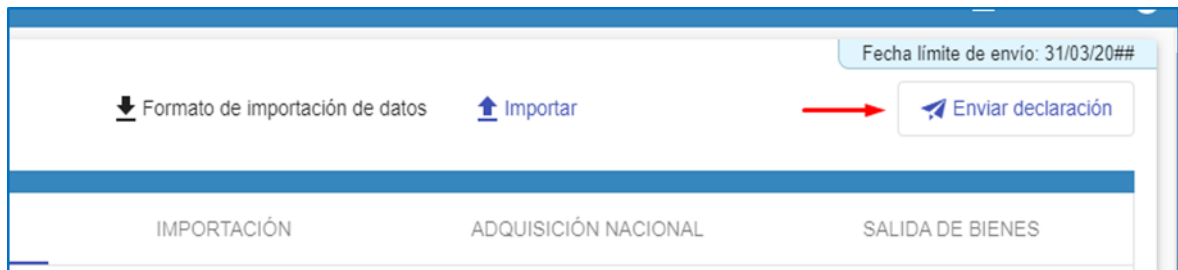 Fecha límite de envío: 31/03/20##
Formato de importación de datos Importar Enviar declaración
IMPORTACIÓN ADQUISICIÓN NACIONAL SALIDA DE BIENES